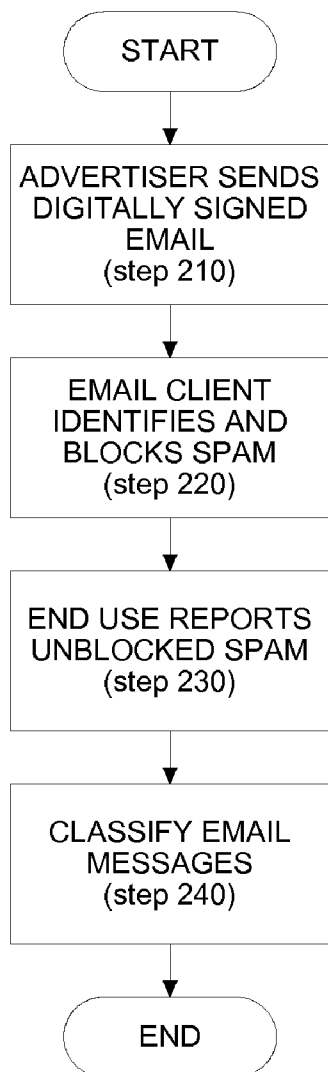 START
ADVERTISER SENDS
DIGITALLY SIGNED
EMAIL
(step 210)
EMAIL CLIENT
IDENTIFIES AND
BLOCKS SPAM
(step 220)
END USE REPORTS
UNBLOCKED SPAM
(step 230)
CLASSIFY EMAIL
MESSAGES
(step 240)
END